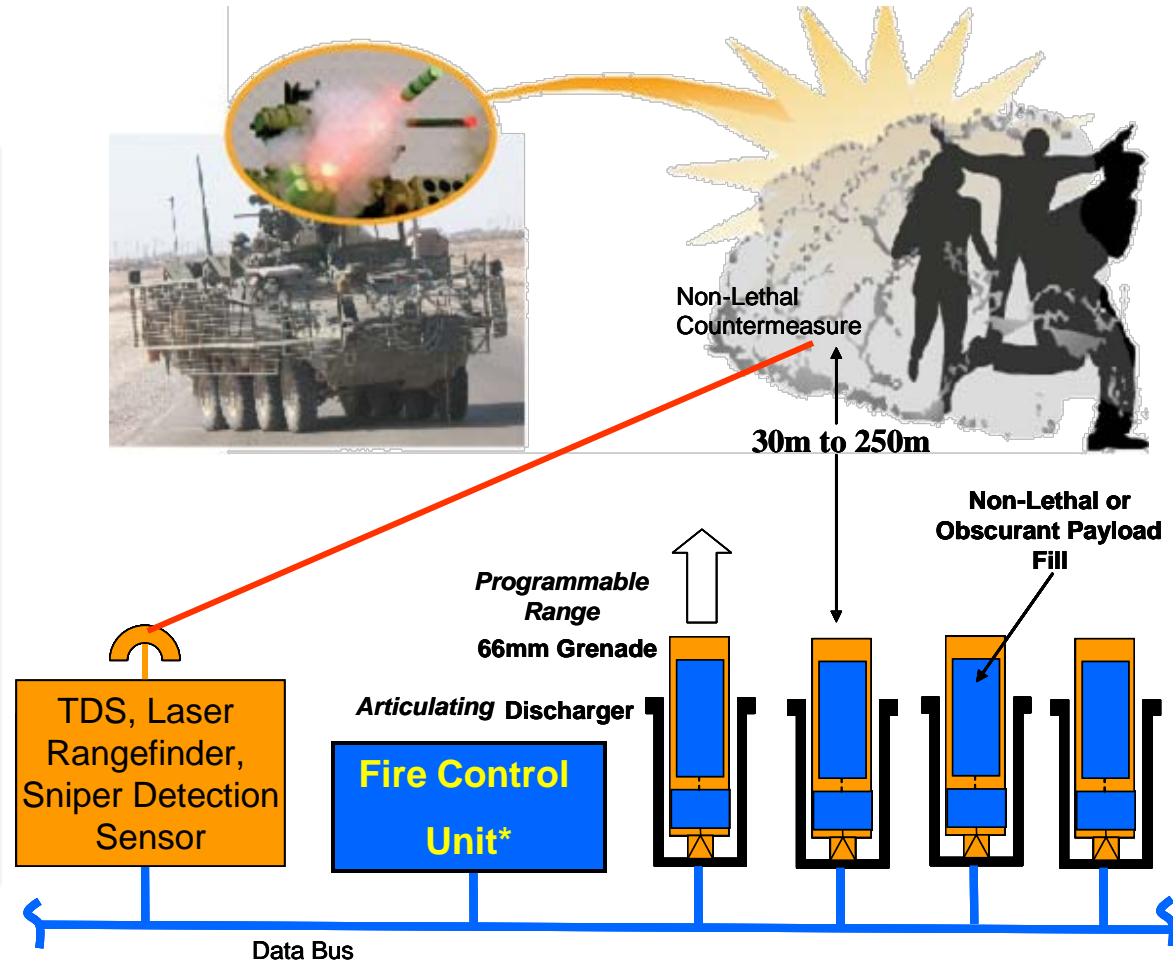 Non-Lethal
Countermeasure
30m to 250m
Non-Lethal or
Obscurant Payload
Fill
Programmable
Range
66mm Grenade
Articulating Discharger
TDS, Laser
Rangefinder,
Sniper Detection
Sensor
Fire Control
Unit*
Data Bus